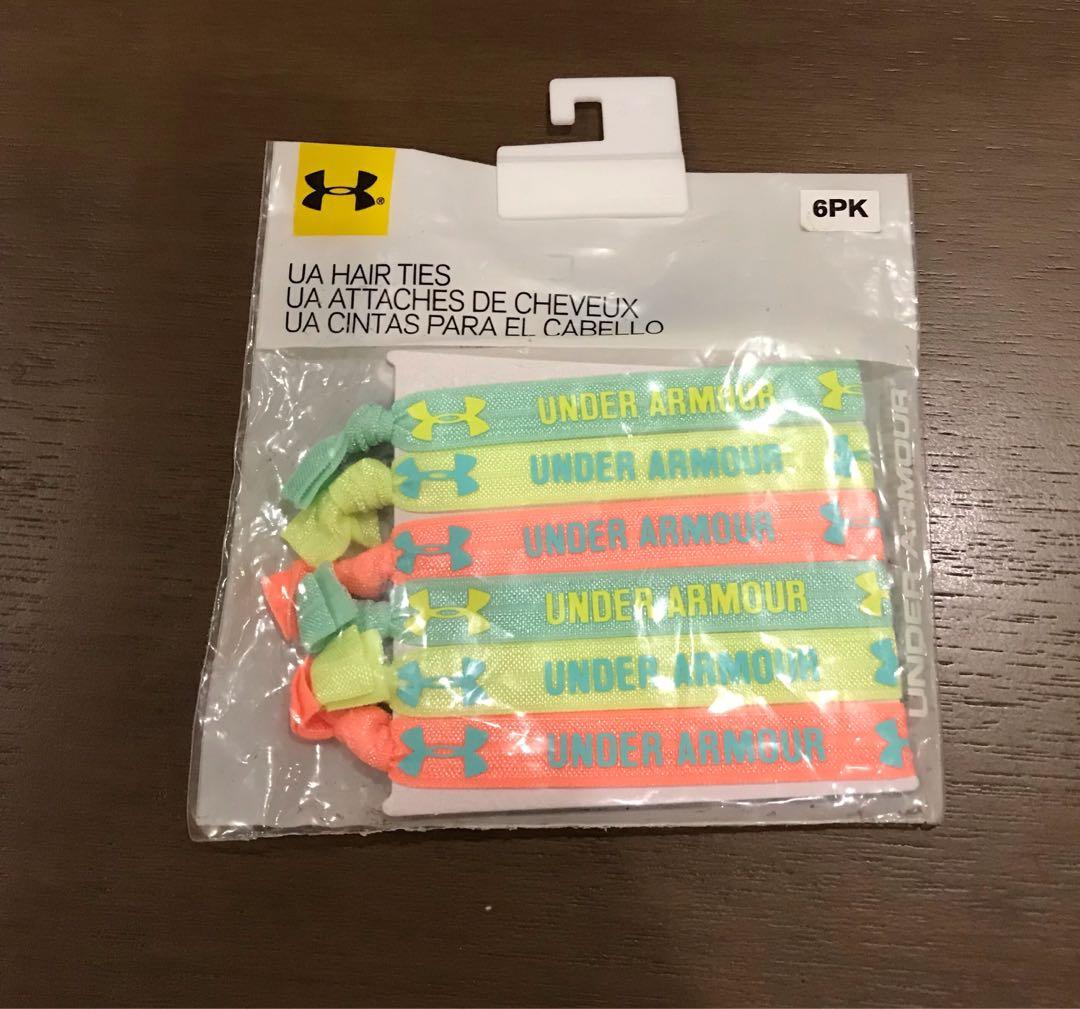 6PK
UA HAIR TIES
UA ATTACHES DE CHEVEUX
UA CINTAS PARA EL CABELLO
UNDER ARMOUR
UNDER ARMOUR
UNDER ARMOUR
UNDER ARMOUR
UNDER ARMOUR
UNDER ARMOUR
UNDER ARMOUR